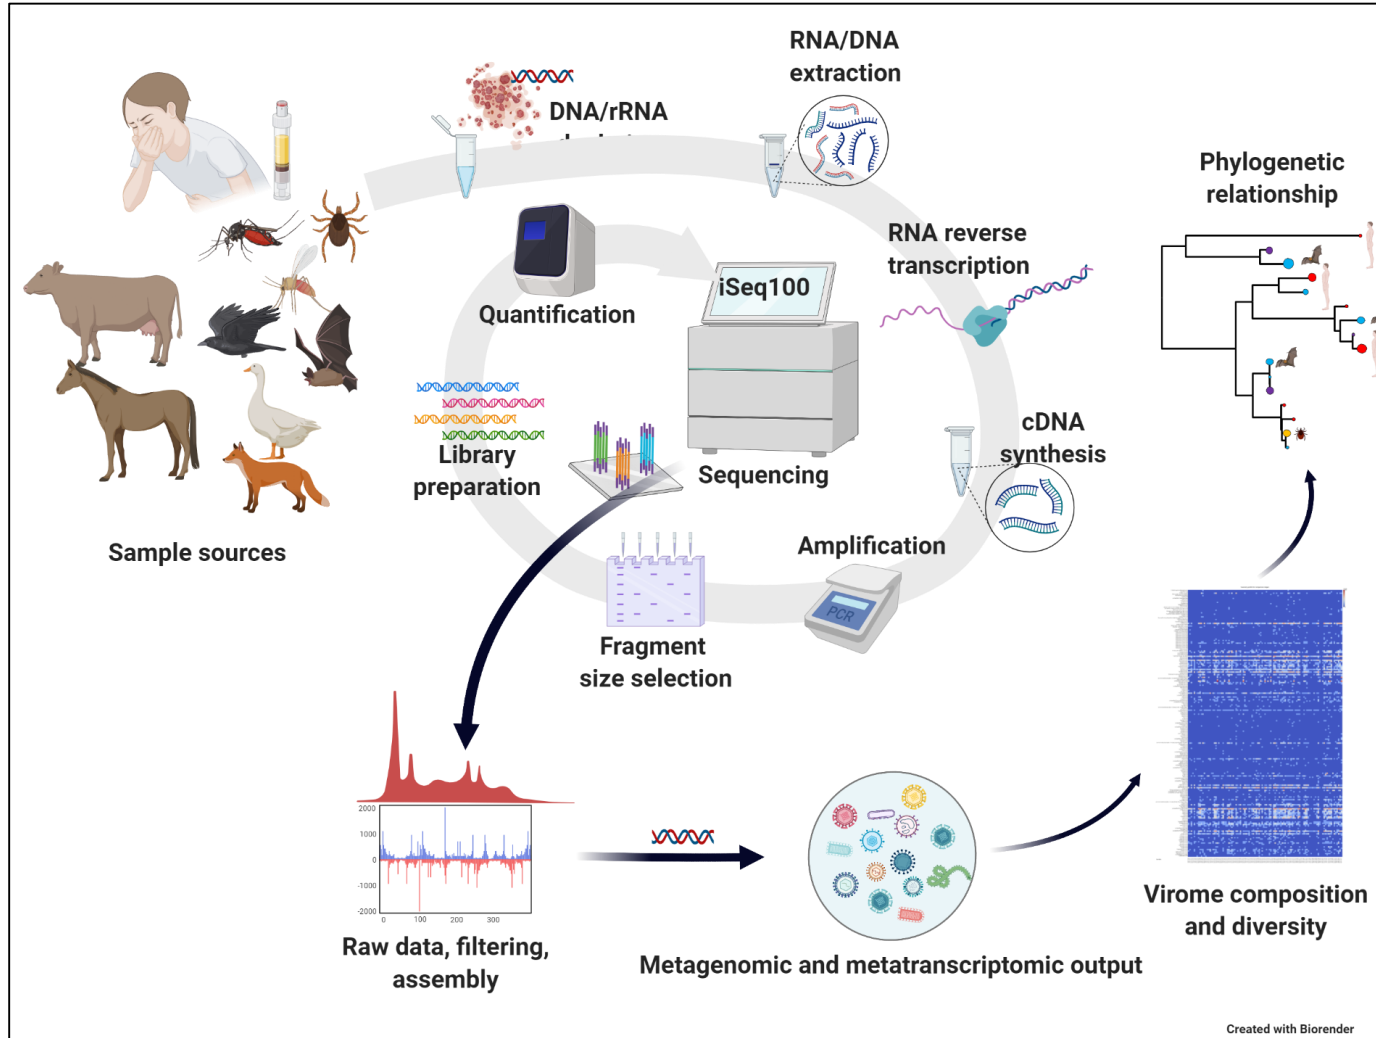 RNA/DNA
extraction
DNA/rRNA
Phylogenetic
relationship
RNA reverse
transcription
iSeq100
Quantification
cDNA
synthesis
Library
preparation
Sequencing
Sample sources
Amplification
PCR
Fragment
size selection
2000
1000
0
-1000
-2000
0 100 200 300
Raw data, filtering,
assembly
Metagenomic and metatranscriptomic output
Virome composition
and diversity
Created with Biorender